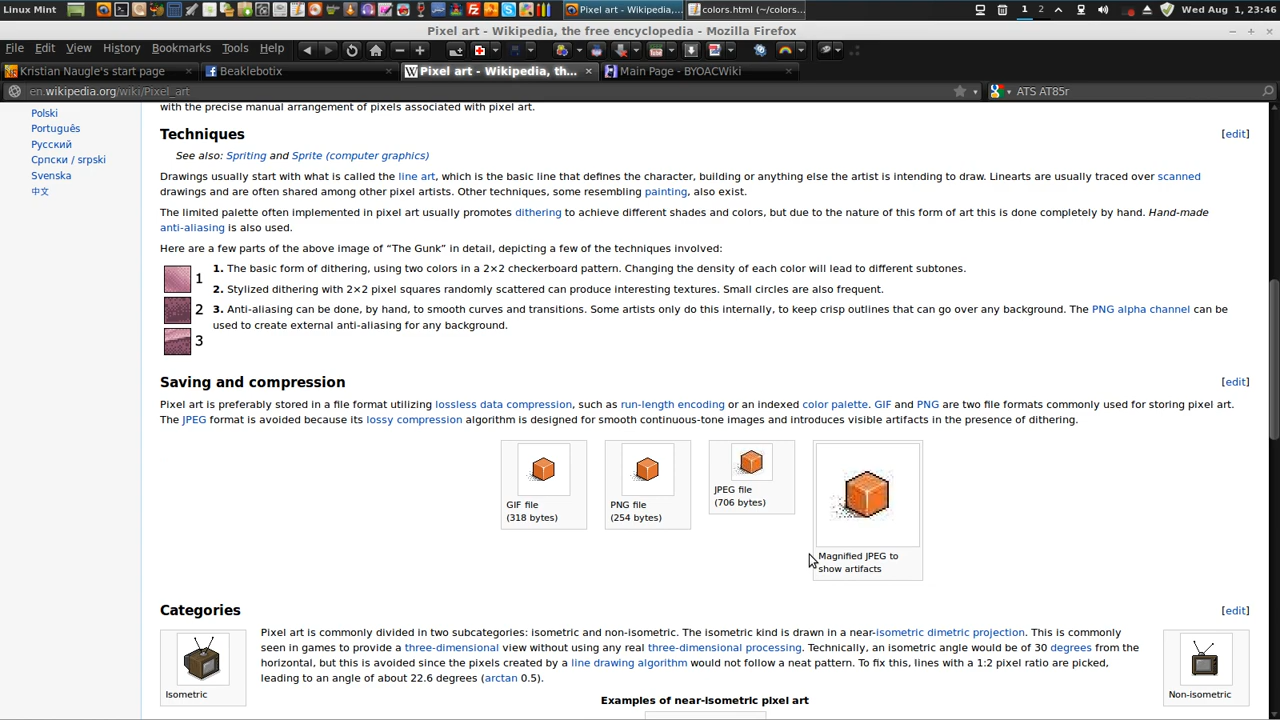 Linux Mint
Pixel art - Wikipedia,...
colors.html (~/colors...
1 2
Wed Aug 1, 23:46
Pixel art - Wikipedia, the free encyclopedia - Mozilla Firefox
File Edit View History Bookmarks Tools Help
Kristian Naugle's start page
Beaklebotix
Pixel art - Wikipedia, th...
Main Page - BYOACWiki
en.wikipedia.org/wiki/Pixel_art
ATS AT85r
Polski
Português
Русский
Српски / srpski
Svenska
中文
with the precise manual arrangement of pixels associated with pixel art.
Techniques [edit]
See also: Spriting and Sprite (computer graphics)
Drawings usually start with what is called the line art, which is the basic line that defines the character, building or anything else the artist is intending to draw. Linearts are usually traced over scanned
drawings and are often shared among other pixel artists. Other techniques, some resembling painting, also exist.
The limited palette often implemented in pixel art usually promotes dithering to achieve different shades and colors, but due to the nature of this form of art this is done completely by hand. Hand-made
anti-aliasing is also used.
Here are a few parts of the above image of “The Gunk” in detail, depicting a few of the techniques involved:
1
2
3
1. The basic form of dithering, using two colors in a 2×2 checkerboard pattern. Changing the density of each color will lead to different subtones.
2. Stylized dithering with 2×2 pixel squares randomly scattered can produce interesting textures. Small circles are also frequent.
3. Anti-aliasing can be done, by hand, to smooth curves and transitions. Some artists only do this internally, to keep crisp outlines that can go over any background. The PNG alpha channel can be
used to create external anti-aliasing for any background.
Saving and compression [edit]
Pixel art is preferably stored in a file format utilizing lossless data compression, such as run-length encoding or an indexed color palette. GIF and PNG are two file formats commonly used for storing pixel art.
The JPEG format is avoided because its lossy compression algorithm is designed for smooth continuous-tone images and introduces visible artifacts in the presence of dithering.
GIF file
(318 bytes)
PNG file
(254 bytes)
JPEG file
(706 bytes)
Magnified JPEG to
show artifacts
Categories [edit]
Isometric
Pixel art is commonly divided in two subcategories: isometric and non-isometric. The isometric kind is drawn in a near-isometric dimetric projection. This is commonly
seen in games to provide a three-dimensional view without using any real three-dimensional processing. Technically, an isometric angle would be of 30 degrees from the
horizontal, but this is avoided since the pixels created by a line drawing algorithm would not follow a neat pattern. To fix this, lines with a 1:2 pixel ratio are picked,
leading to an angle of about 22.6 degrees (arctan 0.5).
Non-isometric
Examples of near-isometric pixel art